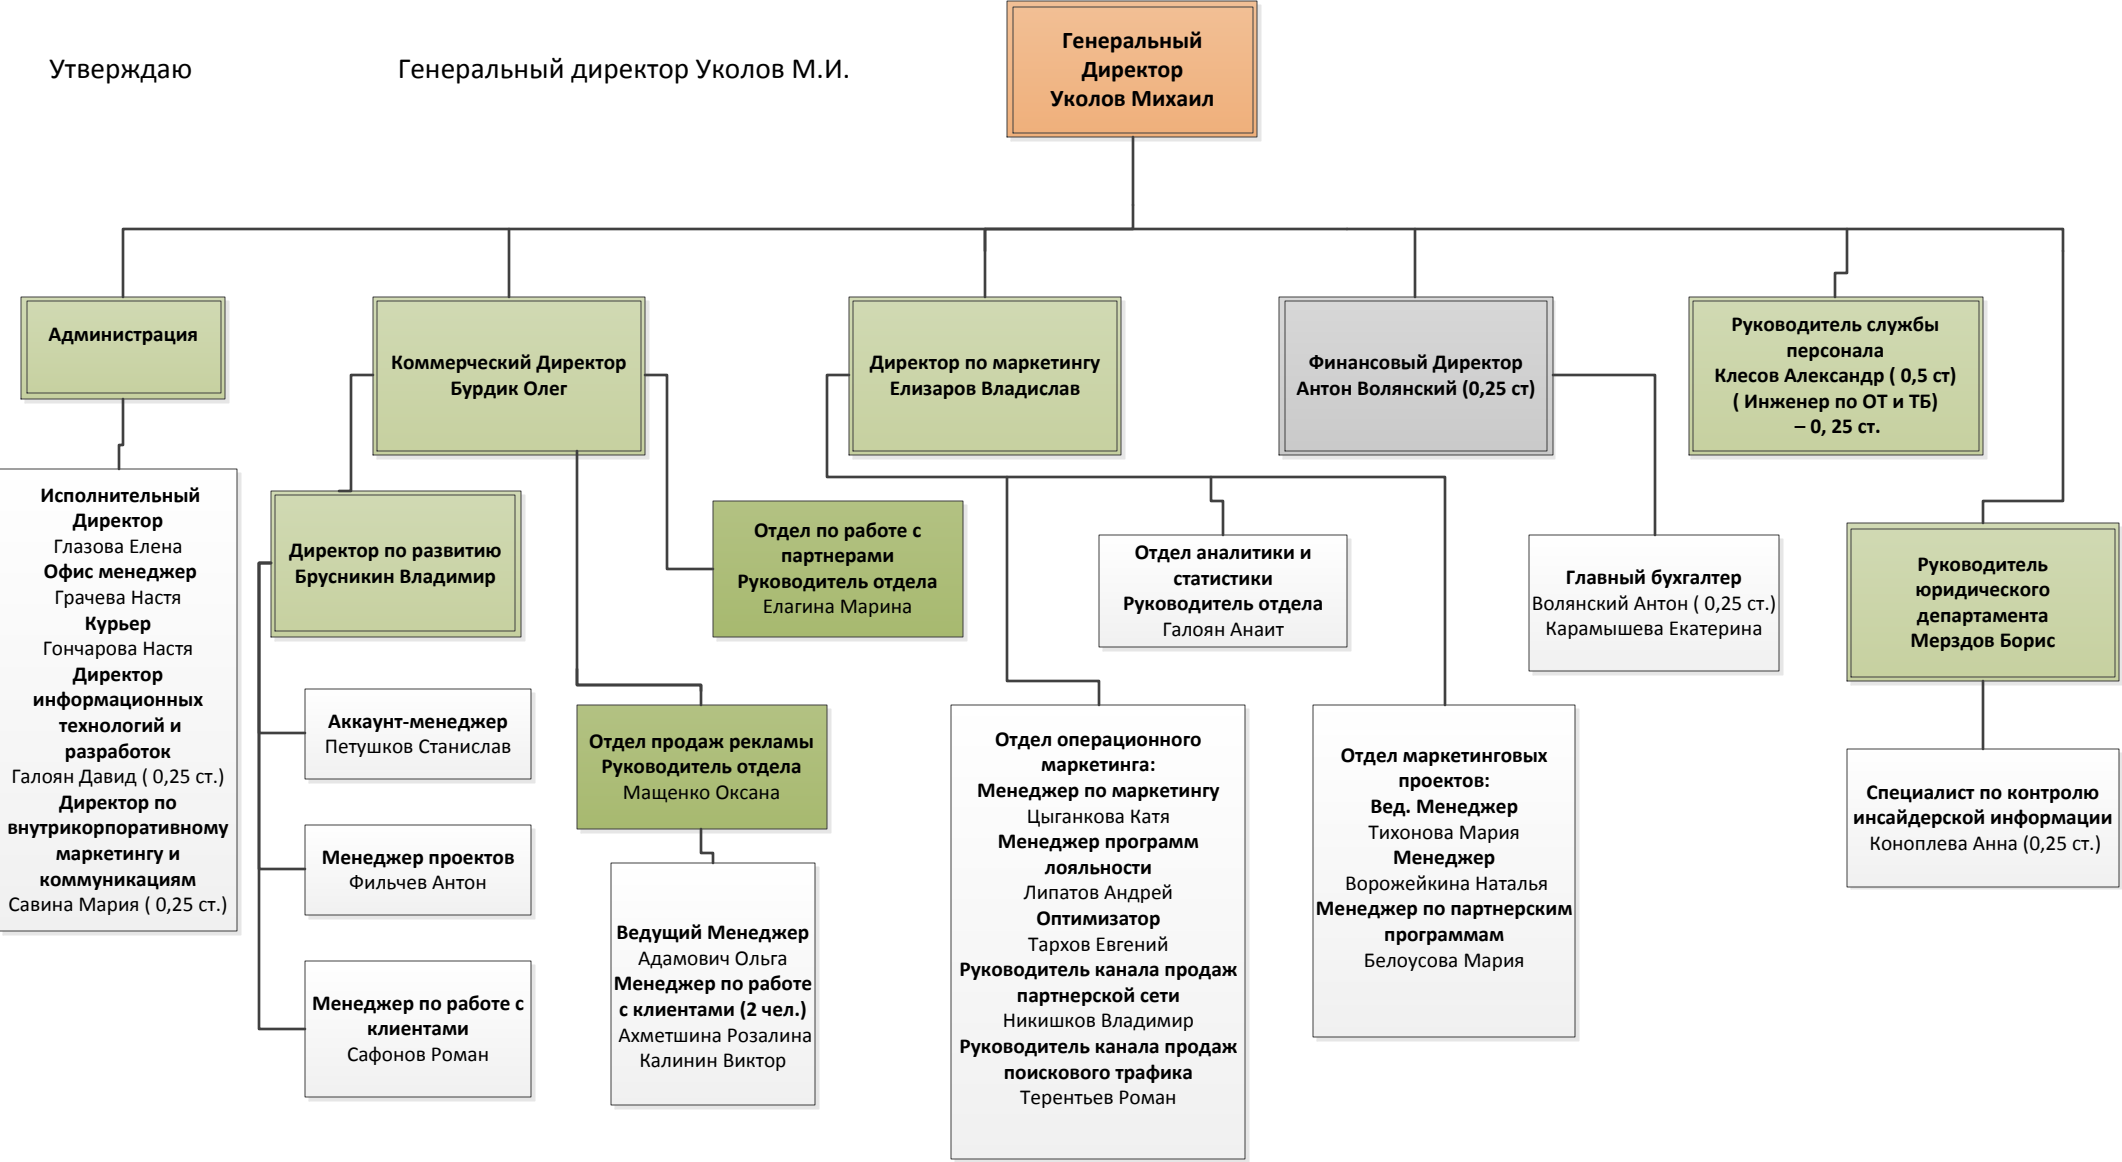 Утверждаю
Генеральный директор Уколов М.И.
Генеральный
Директор
Уколов Михаил
Администрация
Коммерческий Директор
Бурдик Олег
Директор по маркетингу
Елизаров Владислав
Финансовый Директор
Антон Волянский (0,25 ст)
Руководитель службы
персонала
Клесов Александр ( 0,5 ст)
( Инженер по ОТ и ТБ)
– 0, 25 ст.
Исполнительный
Директор
Глазова Елена
Офис менеджер
Грачева Настя
Курьер
Гончарова Настя
Директор
информационных
технологий и
разработок
Галоян Давид ( 0,25 ст.)
Директор по
внутрикорпоративному
маркетингу и
коммуникациям
Савина Мария ( 0,25 ст.)
Директор по развитию
Брусникин Владимир
Аккаунт-менеджер
Петушков Станислав
Менеджер проектов
Фильчев Антон
Менеджер по работе с
клиентами
Сафонов Роман
Отдел по работе с
партнерами
Руководитель отдела
Елагина Марина
Отдел продаж рекламы
Руководитель отдела
Мащенко Оксана
Ведущий Менеджер
Адамович Ольга
Менеджер по работе
с клиентами (2 чел.)
Ахметшина Розалина
Калинин Виктор
Отдел аналитики и
статистики
Руководитель отдела
Галоян Анаит
Отдел операционного
маркетинга:
Менеджер по маркетингу
Цыганкова Катя
Менеджер программ
лояльности
Липатов Андрей
Оптимизатор
Тархов Евгений
Руководитель канала продаж
партнерской сети
Никишков Владимир
Руководитель канала продаж
поискового трафика
Терентьев Роман
Отдел маркетинговых
проектов:
Вед. Менеджер
Тихонова Мария
Менеджер
Ворожейкина Наталья
Менеджер по партнерским
программам
Белоусова Мария
Главный бухгалтер
Волянский Антон ( 0,25 ст.)
Карамышева Екатерина
Руководитель
юридического
департамента
Мерздов Борис
Специалист по контролю
инсайдерской информации
Коноплева Анна (0,25 ст.)